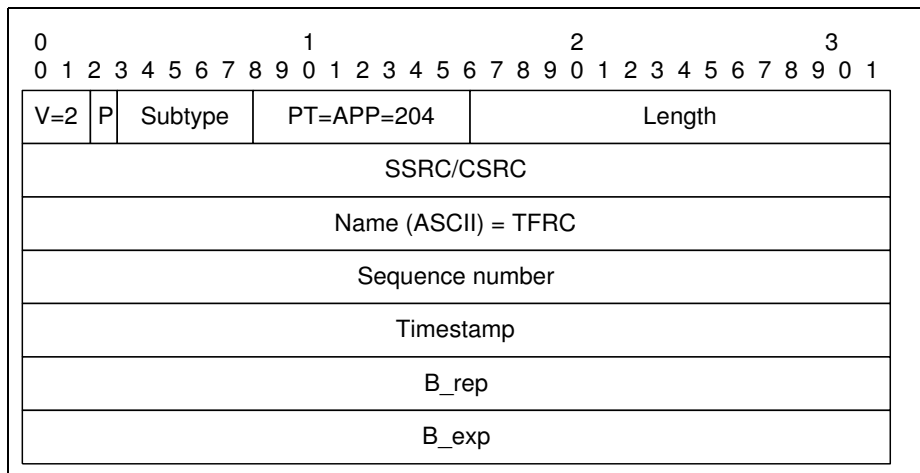 0 1 2 3
0 1 2 3 4 5 6 7 8 9 0 1 2 3 4 5 6 7 8 9 0 1 2 3 4 5 6 7 8 9 0 1
V=2 P Subtype PT=APP=204 Length
SSRC/CSRC
Name (ASCII) = TFRC
Sequence number
Timestamp
B_rep
B_exp